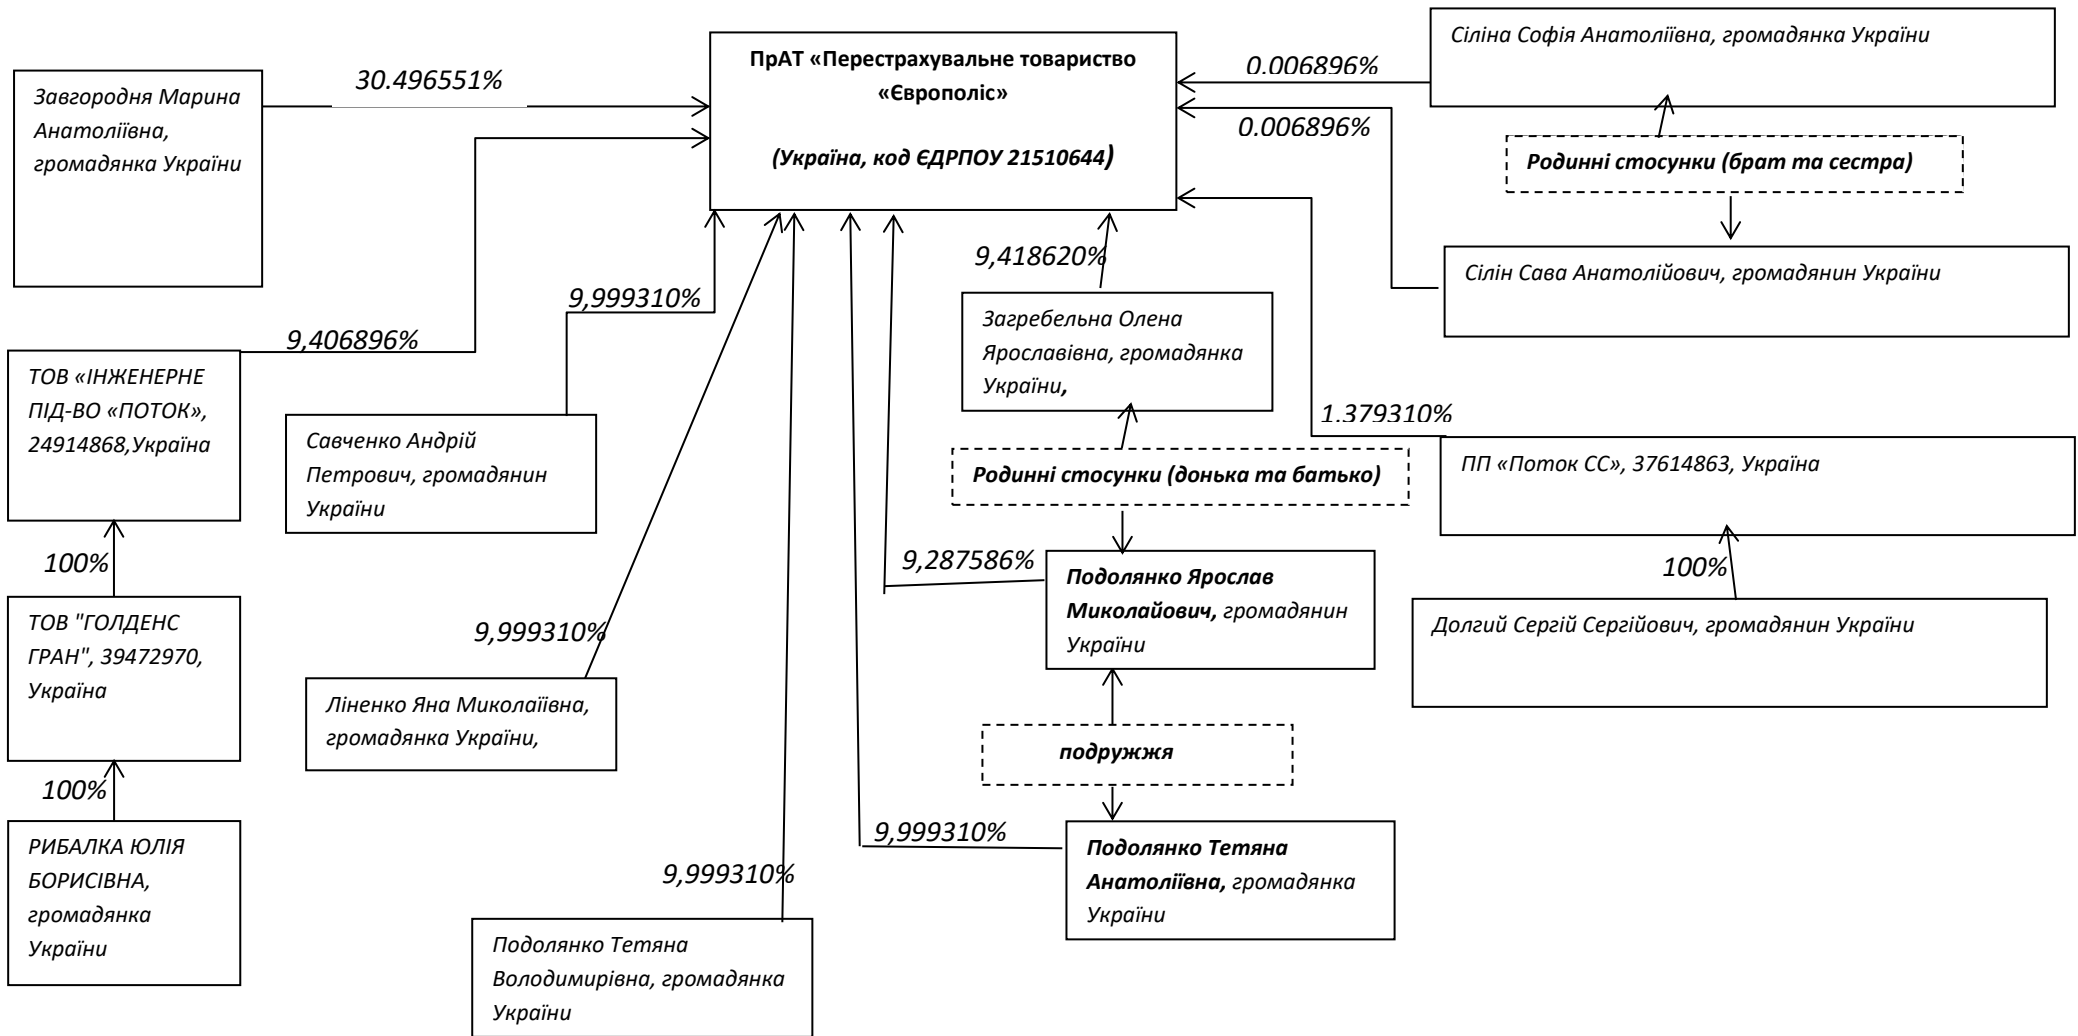 ПрАТ «Перестрахувальне товариство
«Європоліс»
(Україна, код ЄДРПОУ 21510644)
Завгородня Марина
Анатоліївна,
громадянка України
30.496551%
0.006896%
Сіліна Софія Анатоліївна, громадянка України
0.006896%
Родинні стосунки (брат та сестра)
Сілін Сава Анатолійович, громадянин України
9,418620%
9,999310%
9,406896%
Загребельна Олена
Ярославівна, громадянка
України,
ТОВ «ІНЖЕНЕРНЕ
ПІД-ВО «ПОТОК»,
24914868,Україна
Савченко Андрій
Петрович, громадянин
України
Родинні стосунки (донька та батько)
1.379310%
ПП «Поток СС», 37614863, Україна
100%
9,287586%
Подолянко Ярослав
Миколайович, громадянин
України
100%
ТОВ "ГОЛДЕНС
ГРАН", 39472970,
Україна
9,999310%
Долгий Сергій Сергійович, громадянин України
Ліненко Яна Миколаївна,
громадянка України,
подружжя
100%
РИБАЛКА ЮЛІЯ
БОРИСІВНА,
громадянка
України
9,999310%
9,999310%
Подолянко Тетяна
Анатоліївна, громадянка
України
Подолянко Тетяна
Володимирівна, громадянка
України